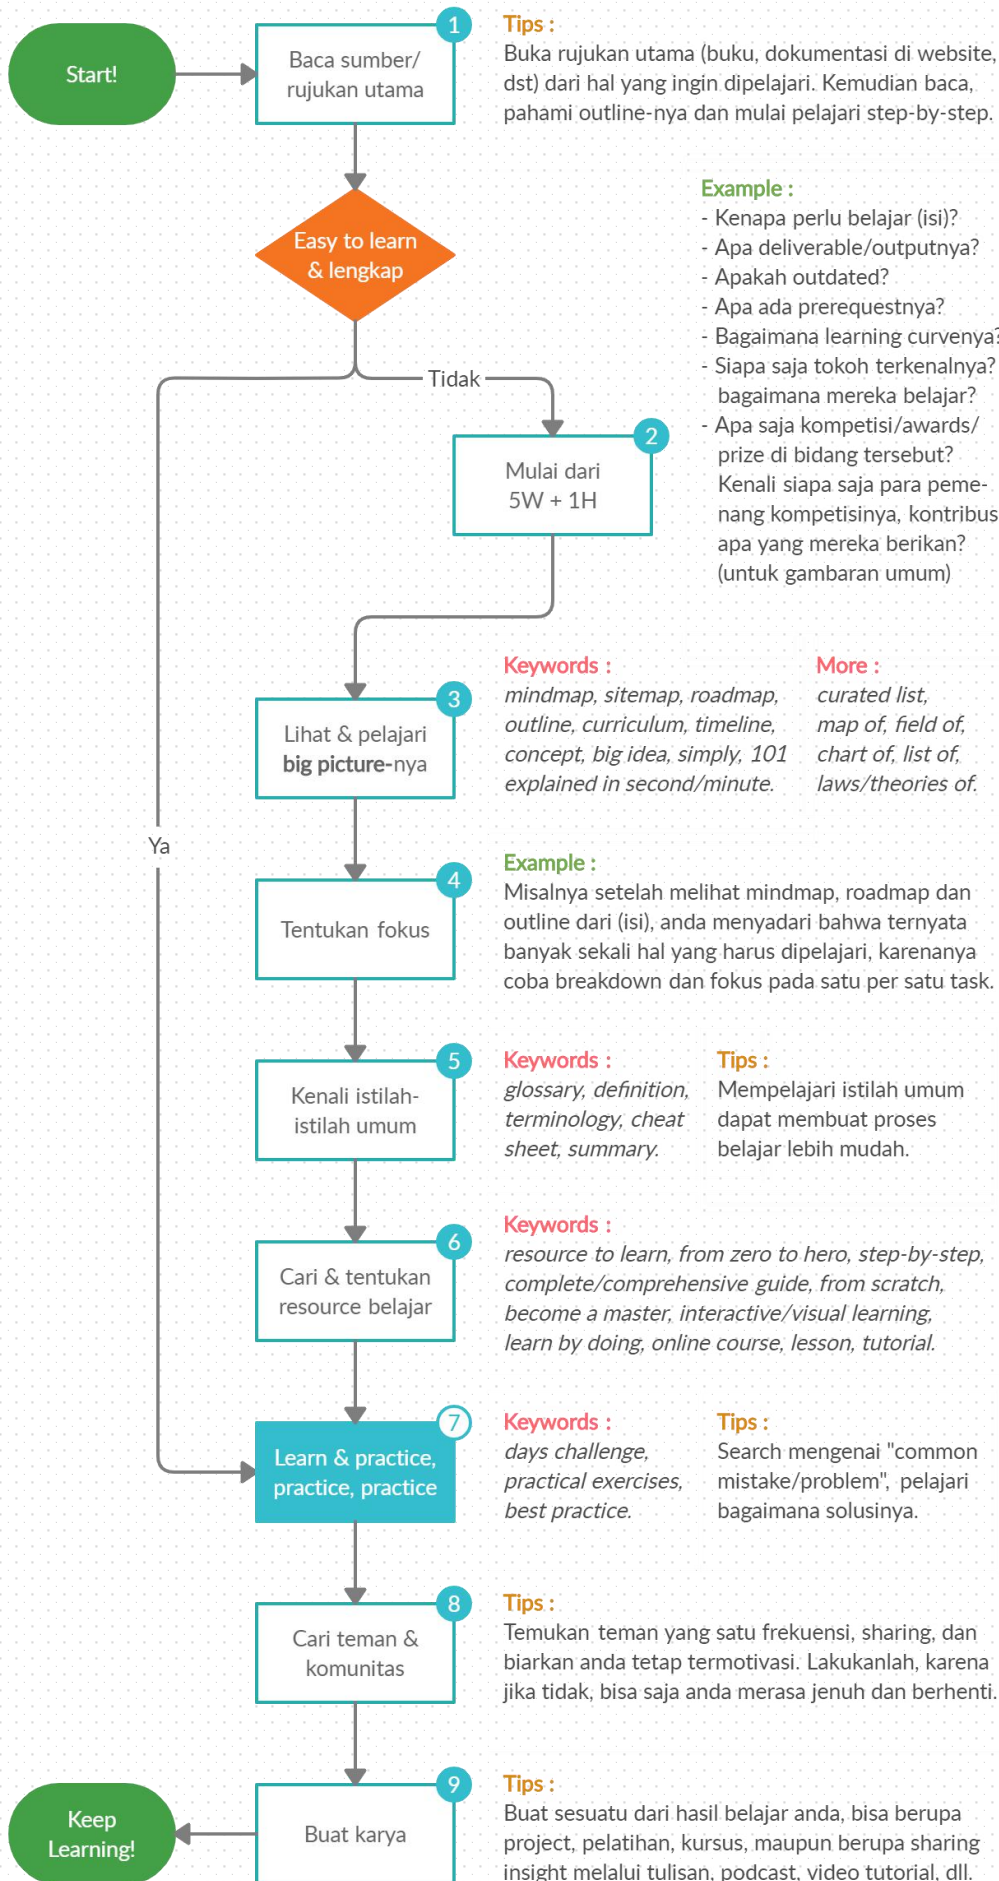 Start!
1
Baca sumber/
rujukan utama
Tips :
Buka rujukan utama (buku, dokumentasi di website,
dst) dari hal yang ingin dipelajari. Kemudian baca,
pahami outline-nya dan mulai pelajari step-by-step.
Easy to learn
& lengkap
Example :
- Kenapa perlu belajar (isi)?
- Apa deliverable/outputnya?
- Apakah outdated?
- Apa ada prerequestnya?
- Bagaimana learning curvenya?
- Siapa saja tokoh terkenalnya?
bagaimana mereka belajar?
- Apa saja kompetisi/awards/
prize di bidang tersebut?
Kenali siapa saja para peme-
nang kompetisinya, kontribus
apa yang mereka berikan?
(untuk gambaran umum)
Tidak
2
Mulai dari
5W + 1H
3
Lihat & pelajari
big picture-nya
Keywords :
mindmap, sitemap, roadmap,
outline, curriculum, timeline,
concept, big idea, simply, 101
explained in second/minute.
More :
curated list,
map of, field of,
chart of, list of,
laws/theories of.
Ya
4
Tentukan fokus
Example :
Misalnya setelah melihat mindmap, roadmap dan
outline dari (isi), anda menyadari bahwa ternyata
banyak sekali hal yang harus dipelajari, karenanya
coba breakdown dan fokus pada satu per satu task.
5
Kenali istilah-
istilah umum
Keywords :
glossary, definition,
terminology, cheat
sheet, summary.
Tips :
Mempelajari istilah umum
dapat membuat proses
belajar lebih mudah.
6
Cari & tentukan
resource belajar
Keywords :
resource to learn, from zero to hero, step-by-step,
complete/comprehensive guide, from scratch,
become a master, interactive/visual learning,
learn by doing, online course, lesson, tutorial.
7
Learn & practice,
practice, practice
Keywords :
days challenge,
practical exercises,
best practice.
Tips :
Search mengenai "common
mistake/problem", pelajari
bagaimana solusinya.
8
Cari teman &
komunitas
Tips :
Temukan teman yang satu frekuensi, sharing, dan
biarkan anda tetap termotivasi. Lakukanlah, karena
jika tidak, bisa saja anda merasa jenuh dan berhenti.
9
Buat karya
Keep
Learning!
Tips :
Buat sesuatu dari hasil belajar anda, bisa berupa
project, pelatihan, kursus, maupun berupa sharing
insight melalui tulisan, podcast, video tutorial, dll.